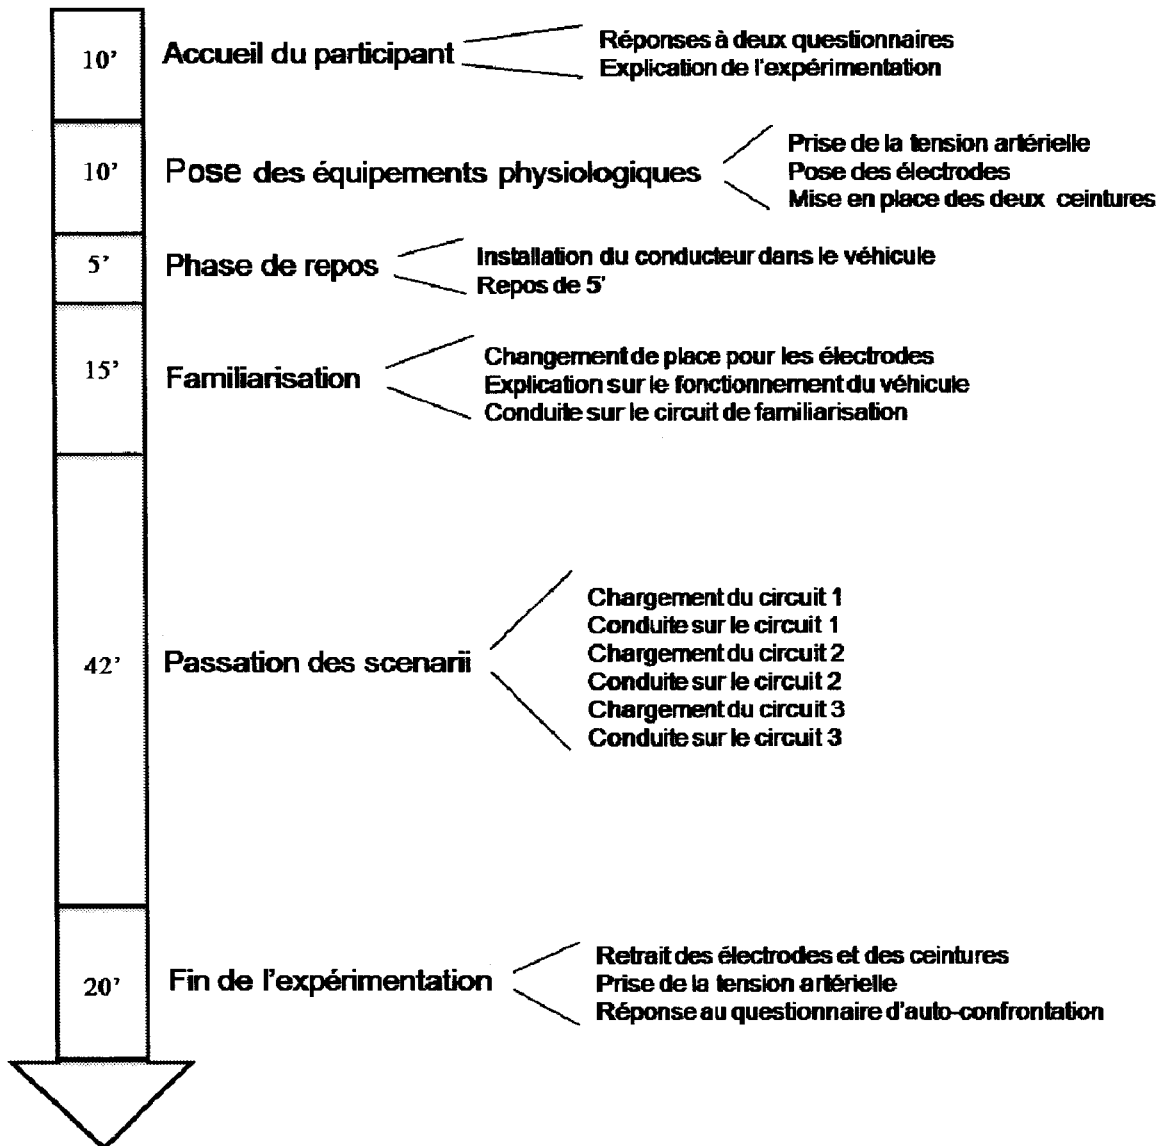 10’
Accueil du participant
Réponses à deux questionnaires
Explication de l’expérimentation
10’
Pose des équipements physiologiques
Prise de la tension artérielle
Pose des électrodes
Mise en place des deux ceintures
5’
Phase de repos
Installation du conducteur dans le véhicule
Repos de 5’
15’
Familiarisation
Changement de place pour les électrodes
Explication sur le fonctionnement du véhicule
Conduite sur le circuit de familiarisation
42’
Passation des scenarii
Chargement du circuit 1
Conduite sur le circuit 1
Chargement du circuit 2
Conduite sur le circuit 2
Chargement du circuit 3
Conduite sur le circuit 3
20’
Fin de l’expérimentation
Retrait des électrodes et des ceintures
Prise de la tension artérielle
Réponse au questionnaire d’auto-confrontation